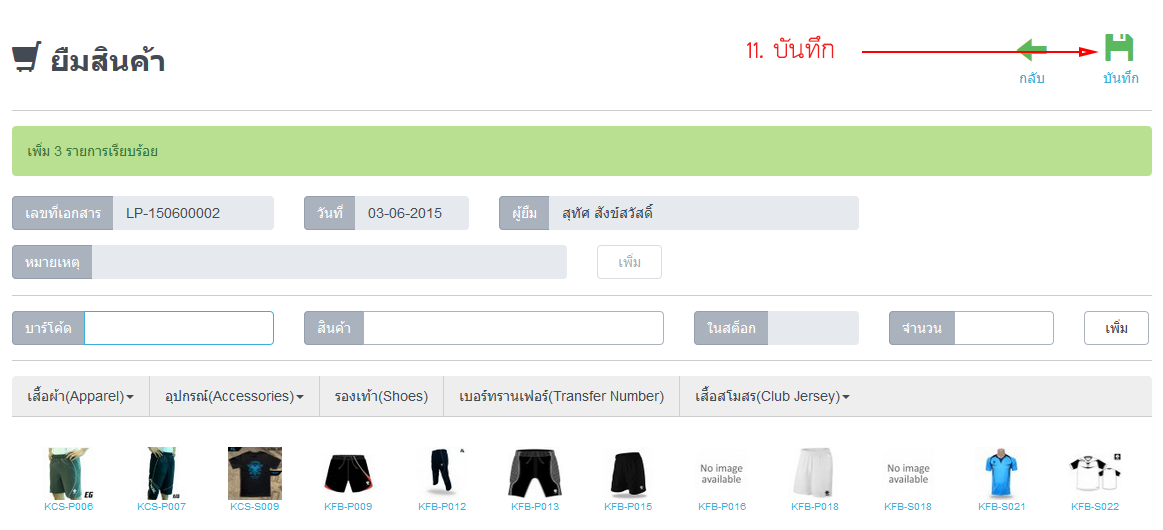 ยืมสินค้า
11. บันทึก
กลับ
บันทึก
เพิ่ม 3 รายการเรียบร้อย
เลขที่เอกสาร LP-150600002 วันที่ 03-06-2015 ผู้ยืม สุทัศ สังข์สวัสดิ์
หมายเหตุ เพิ่ม
บาร์โค้ด สินค้า ในสต็อก จำนวน เพิ่ม
เสื้อผ้า(Apparel) อุปกรณ์(Accessories) รองเท้า(Shoes) เบอร์ทรานเฟอร์(Transfer Number) เสื้อสโมสร(Club Jersey)
EG
No image available
No image available
KCS-P006 KCS-P007 KCS-S009 KFB-P009 KFB-P012 KFB-P013 KFB-P015 KFB-P016 KFB-P018 KFB-S018 KFB-S021 KFB-S022